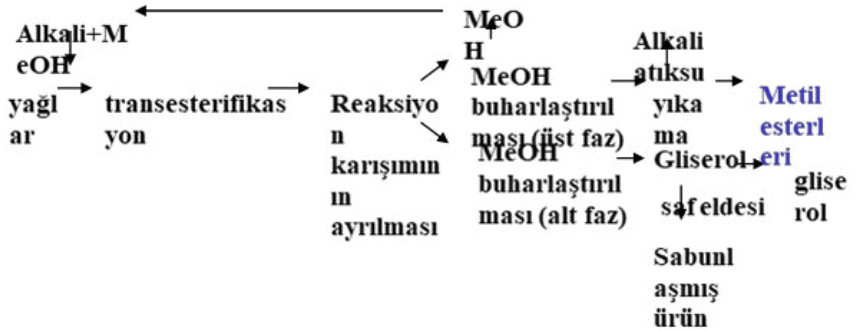 Alkali+M
eOH
yağl
ar
transesterifikas
yon
Reaksiyo
n
karışımın
ın
ayrılması
MeO
H
MeOH
buharlaştırıl
ması (üst faz)
MeOH
buharlaştırıl
ması (alt faz)
Alkali
atıksu
yıka
ma
Metil
esterl
eri
Gliserol
saf eldesi
glise
rol
Sabunl
aşmış
ürün